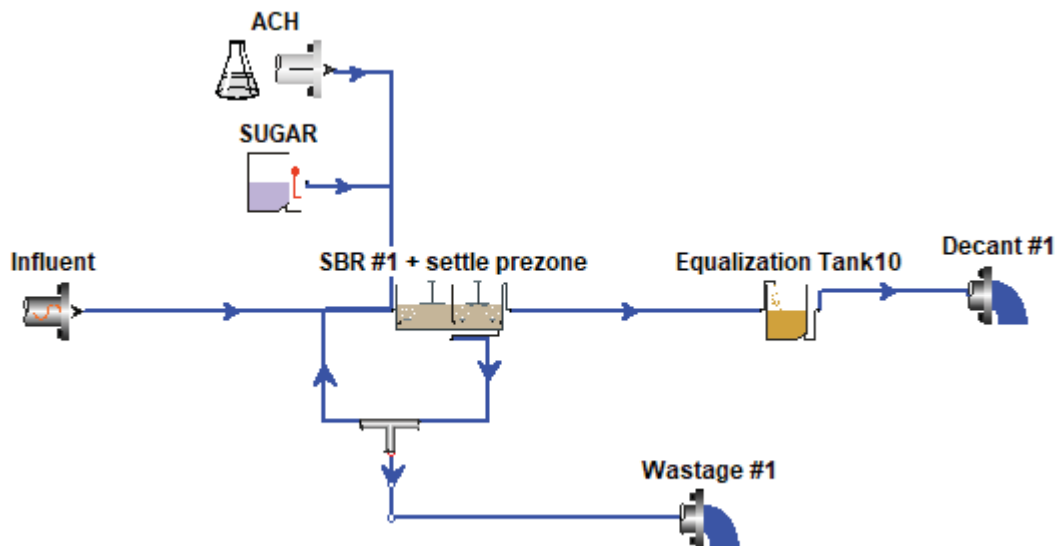 ACH
SUGAR
Influent
SBR #1 + settle prezone
Equalization Tank10
Decant #1
Wastage #1